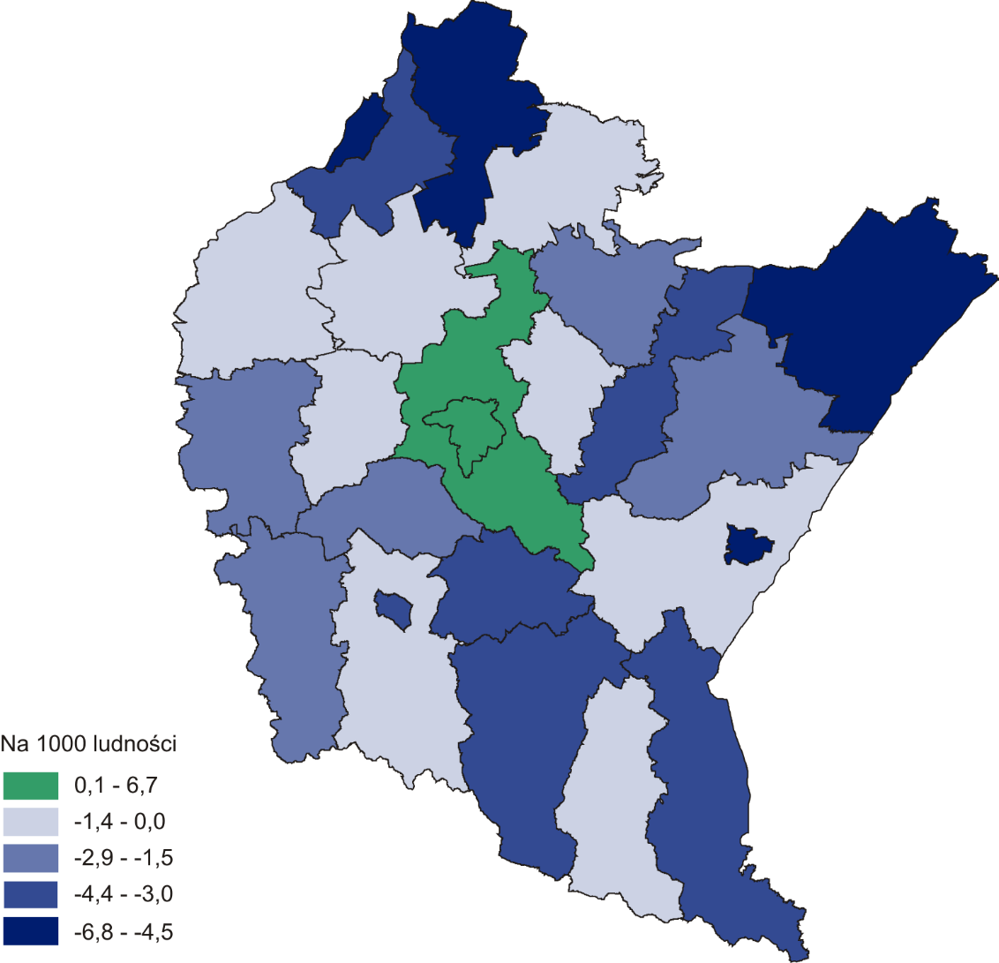 Na 1000 ludności
0,1 - 6,7
-1,4 - 0,0
-2,9 - -1,5
-4,4 - -3,0
-6,8 - -4,5